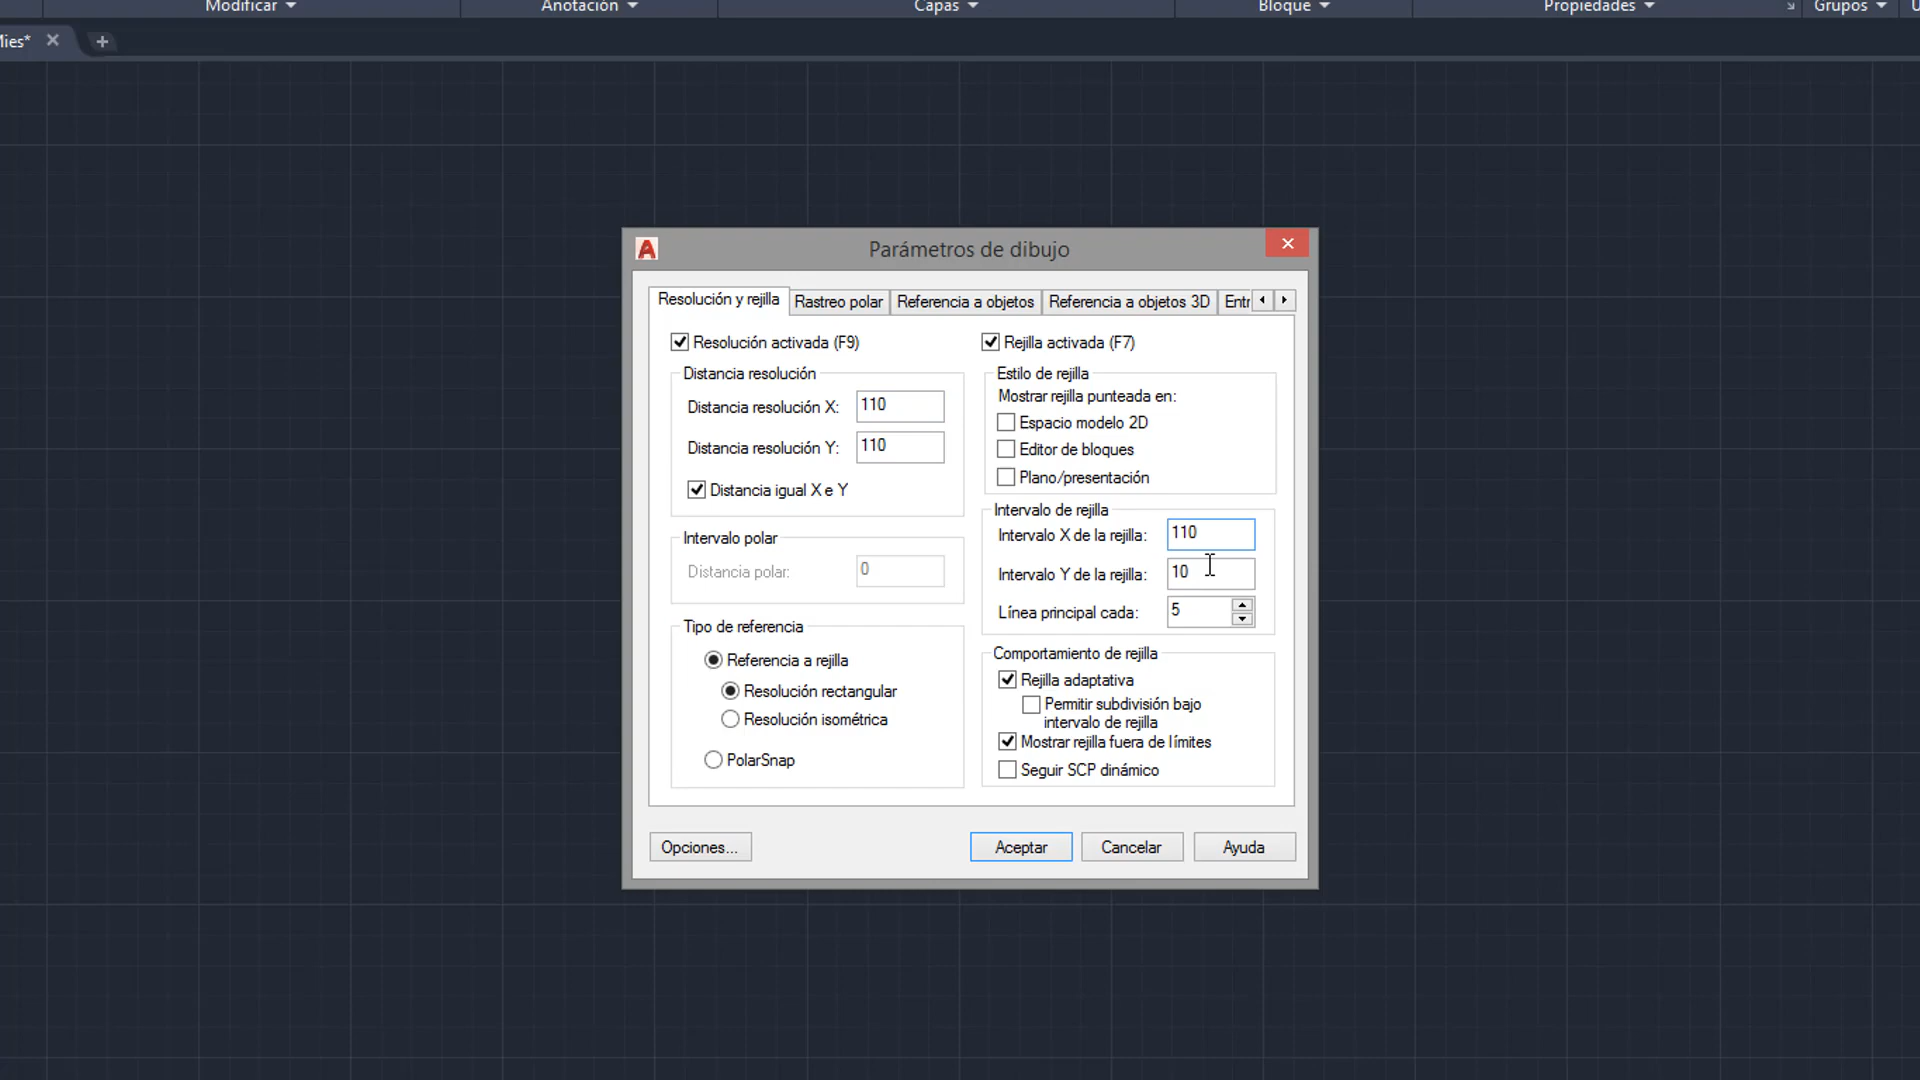 Modificar Anotación Capas Bloque Propiedades Grupos
Mies*
Parámetros de dibujo
Resolución y rejilla Rastreo polar Referencia a objetos Referencia a objetos 3D Entr
Resolución activada (F9)
Distancia resolución
Distancia resolución X: 110
Distancia resolución Y: 110
Distancia igual X e Y
Intervalo polar
Distancia polar: 0
Tipo de referencia
Referencia a rejilla
Resolución rectangular
Resolución isométrica
PolarSnap
Rejilla activada (F7)
Estilo de rejilla
Mostrar rejilla punteada en:
Espacio modelo 2D
Editor de bloques
Plano/presentación
Intervalo de rejilla
Intervalo X de la rejilla: 110
Intervalo Y de la rejilla: 10
Línea principal cada: 5
Comportamiento de rejilla
Rejilla adaptativa
Permitir subdivisión bajo
intervalo de rejilla
Mostrar rejilla fuera de límites
Seguir SCP dinámico
Opciones... Aceptar Cancelar Ayuda